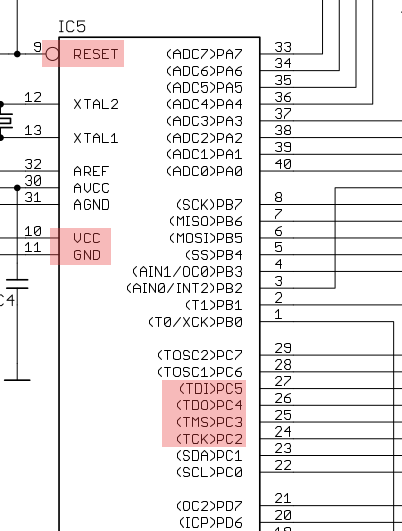 IC5
9 RESET (ADC7)PA7 33
(ADC6)PA6 34
(ADC5)PA5 35
12 XTAL2 (ADC4)PA4 36
(ADC3)PA3 37
13 XTAL1 (ADC2)PA2 38
(ADC1)PA1 39
32 AREF (ADC0)PA0 40
30 AVCC
31 AGND (SCK)PB7 8
(MISO)PB6 7
10 VCC (MOSI)PB5 6
11 GND (SS)PB4 5
(AIN1/OC0)PB3 4
(AIN0/INT2)PB2 3
C4 (T1)PB1 2
(T0/XCK)PB0 1
(TOSC2)PC7 29
(TOSC1)PC6 28
(TDI)PC5 27
(TDO)PC4 26
(TMS)PC3 25
(TCK)PC2 24
(SDA)PC1 23
(SCL)PC0 22
(OC2)PD7 21
(ICP)PD6 20